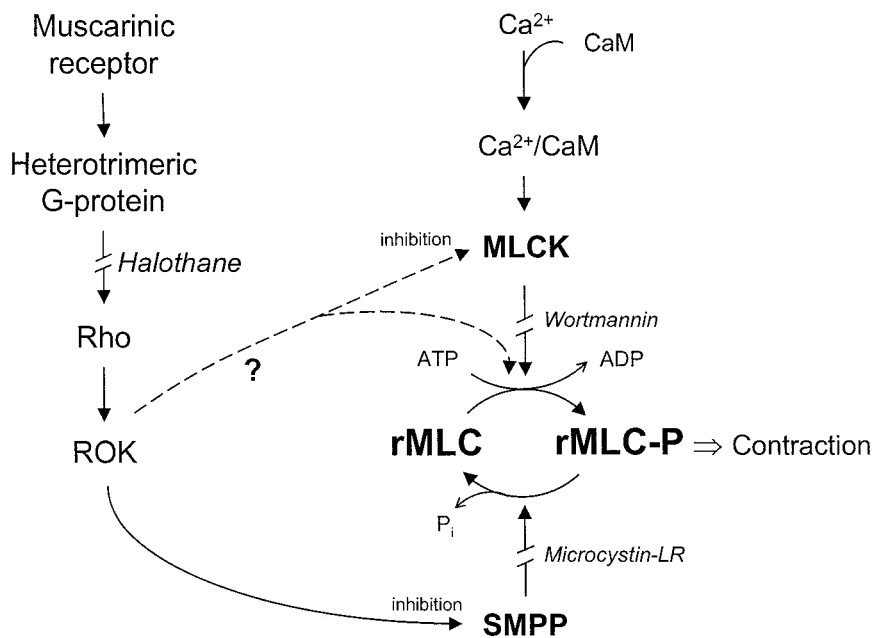 Muscarinic
receptor
Heterotrimeric
G-protein
Halothane
Rho
ROK
?
Ca²⁺
CaM
Ca²⁺/CaM
inhibition
MLCK
Wortmannin
ATP
ADP
rMLC
rMLC-P ⇒ Contraction
Pᵢ
Microcystin-LR
inhibition
SMPP